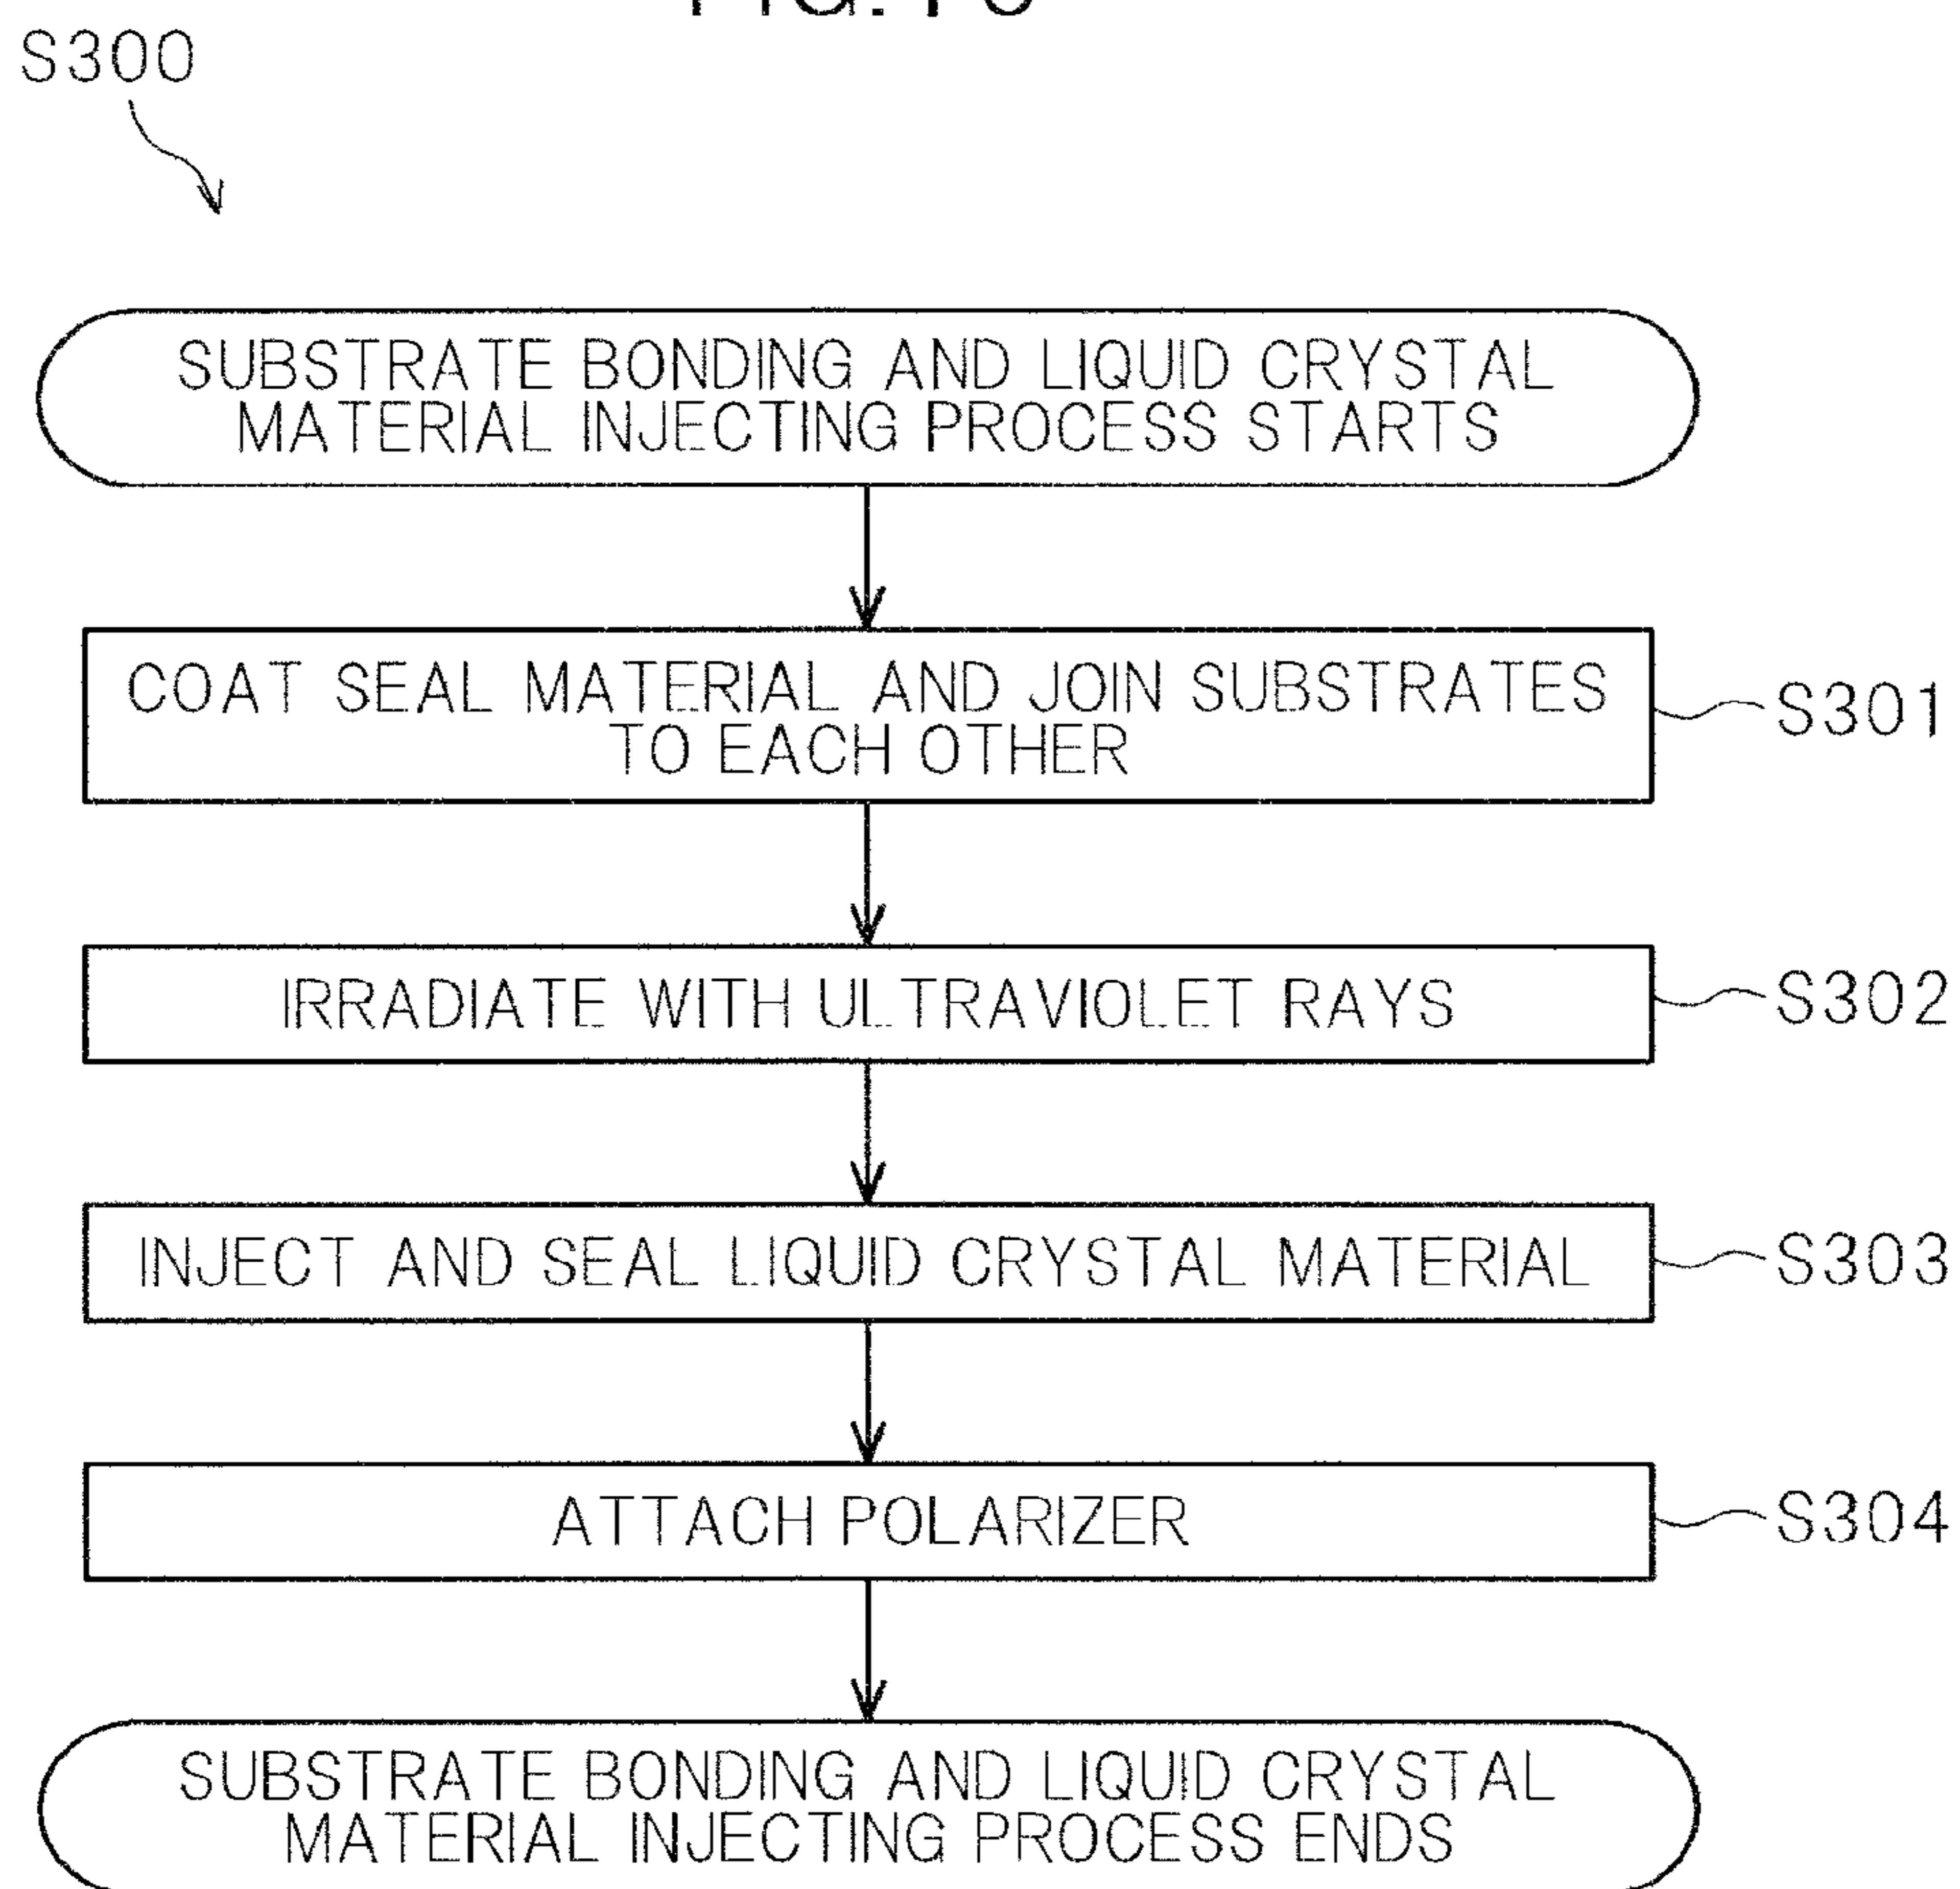 S300
SUBSTRATE BONDING AND LIQUID CRYSTAL
MATERIAL INJECTING PROCESS STARTS
COAT SEAL MATERIAL AND JOIN SUBSTRATES
TO EACH OTHER
S301
IRRADIATE WITH ULTRAVIOLET RAYS
S302
INJECT AND SEAL LIQUID CRYSTAL MATERIAL
S303
ATTACH POLARIZER
S304
SUBSTRATE BONDING AND LIQUID CRYSTAL
MATERIAL INJECTING PROCESS ENDS